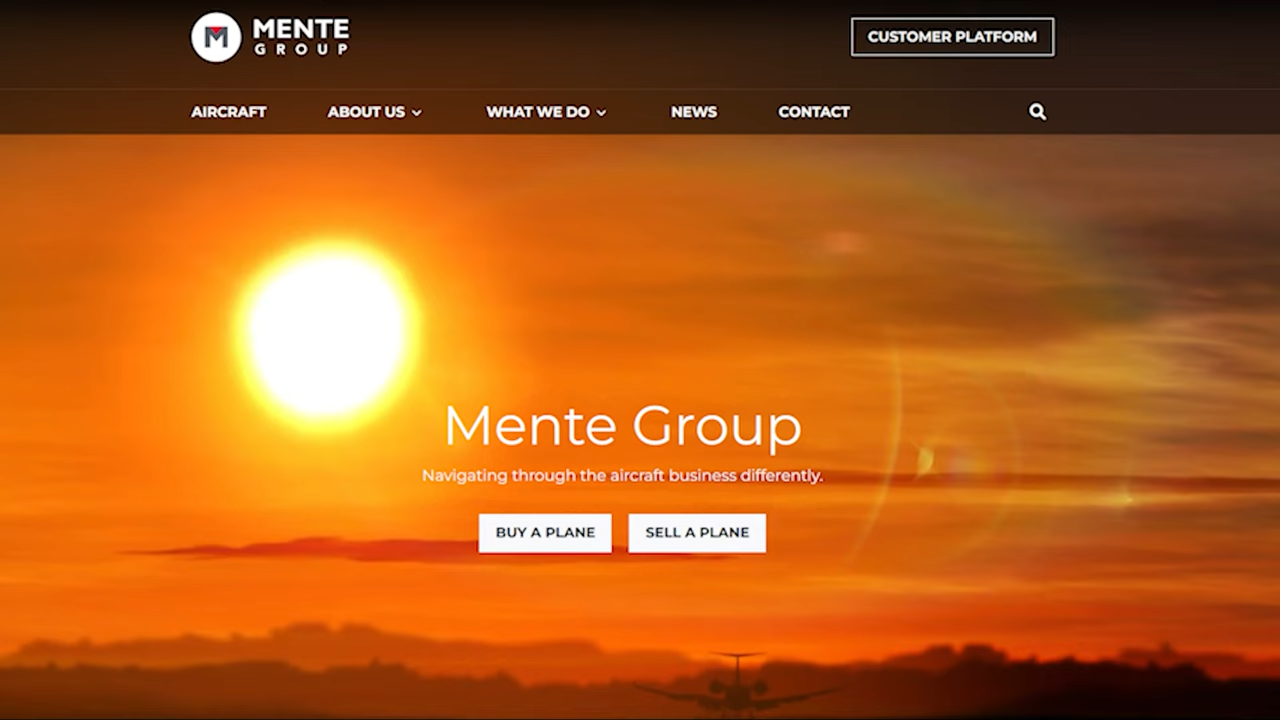 MENTE
GROUP
CUSTOMER PLATFORM
AIRCRAFT ABOUT US WHAT WE DO NEWS CONTACT
Mente Group
Navigating through the aircraft business differently.
BUY A PLANE SELL A PLANE